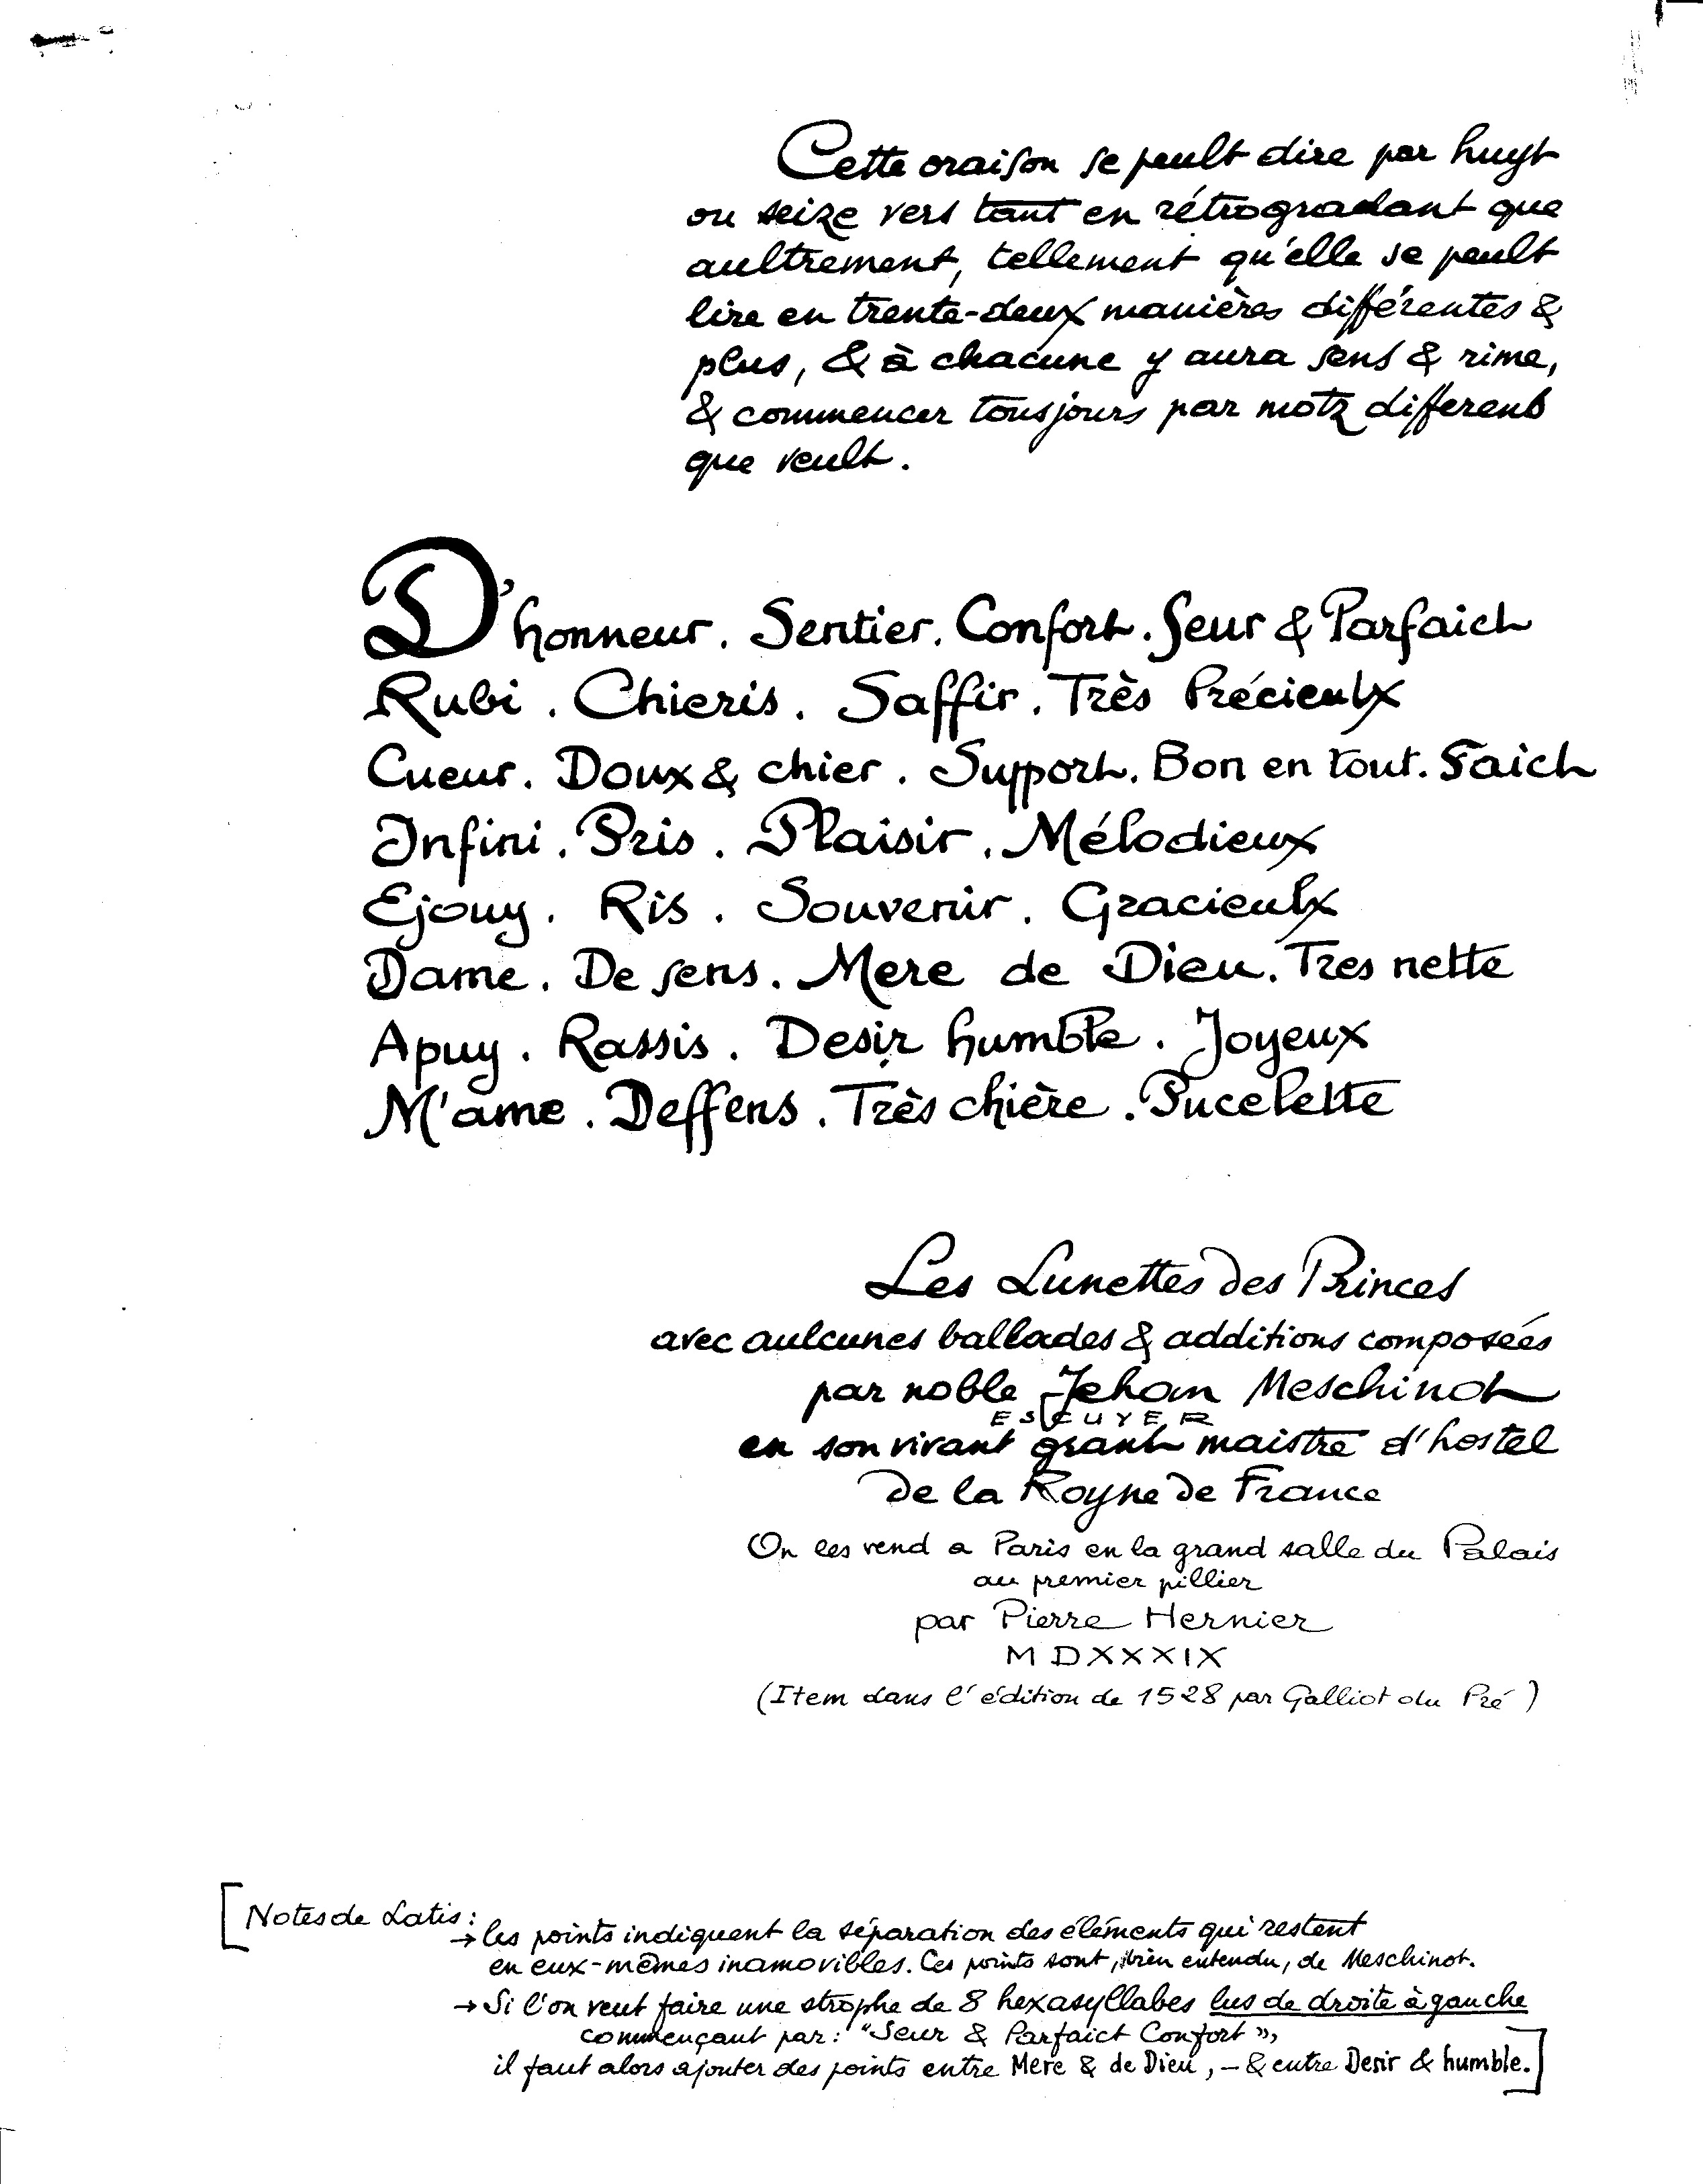 Cette oraison se peult dire par huyt
ou seize vers tant en rétrogradant que
aultrement, tellement qu'elle se peult
lire en trente-deux manières différentes &
plus, & à chacune y aura sens & rime,
& commencer tousjours par motz different
que veult.
D'honneur. Sentier. Confort. Seur & Parfaict
Rubi. Chieris. Saffir. Très Précieulx
Cueur. Doux & chier. Support. Bon en tout. Faict
Infini. Pris. Plaisir. Mélodieux
Ejouy. Ris. Souvenir. Gracieulx
Dame. De sens. Mere de Dieu. Tres nette
Apuy. Rassis. Desir humble. Joyeux
M'ame. Deffens. Très chière. Pucelette
Les Lunettes des Princes
avec aulcunes ballades & additions composées
par noble Jehan Meschinot
ESCUYER
en son vivant grant maistre d'hostel
de la Royne de France
On les vend a Paris en la grand salle du Palais
au premier pillier
par Pierre Hernier
MDXXXIX
(Item dans l'édition de 1528 par Galliot du Pré)
[Notes de Latis:
→ les points indiquent la séparation des éléments qui restent
en eux-mêmes inamovibles. Ces points sont, bien entendu, de Meschinot.
→ Si l'on veut faire une strophe de 8 hexasyllabes lus de droite à gauche
commençant par: "Seur & Parfaict Confort",
il faut alors ajouter des points entre Mere & de Dieu, - & entre Desir & humble.]